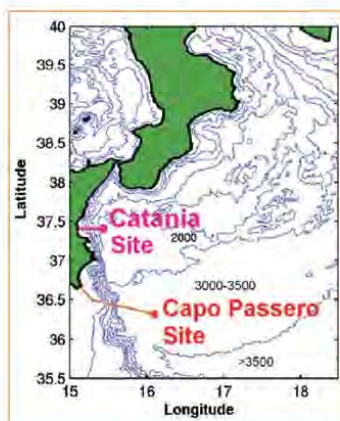 40
39.5
39
38.5
38
37.5
37
36.5
36
35.5
Latitude
Catania
Site
2000
3000-3500
Capo Passero
Site
>3500
15
16
17
18
Longitude